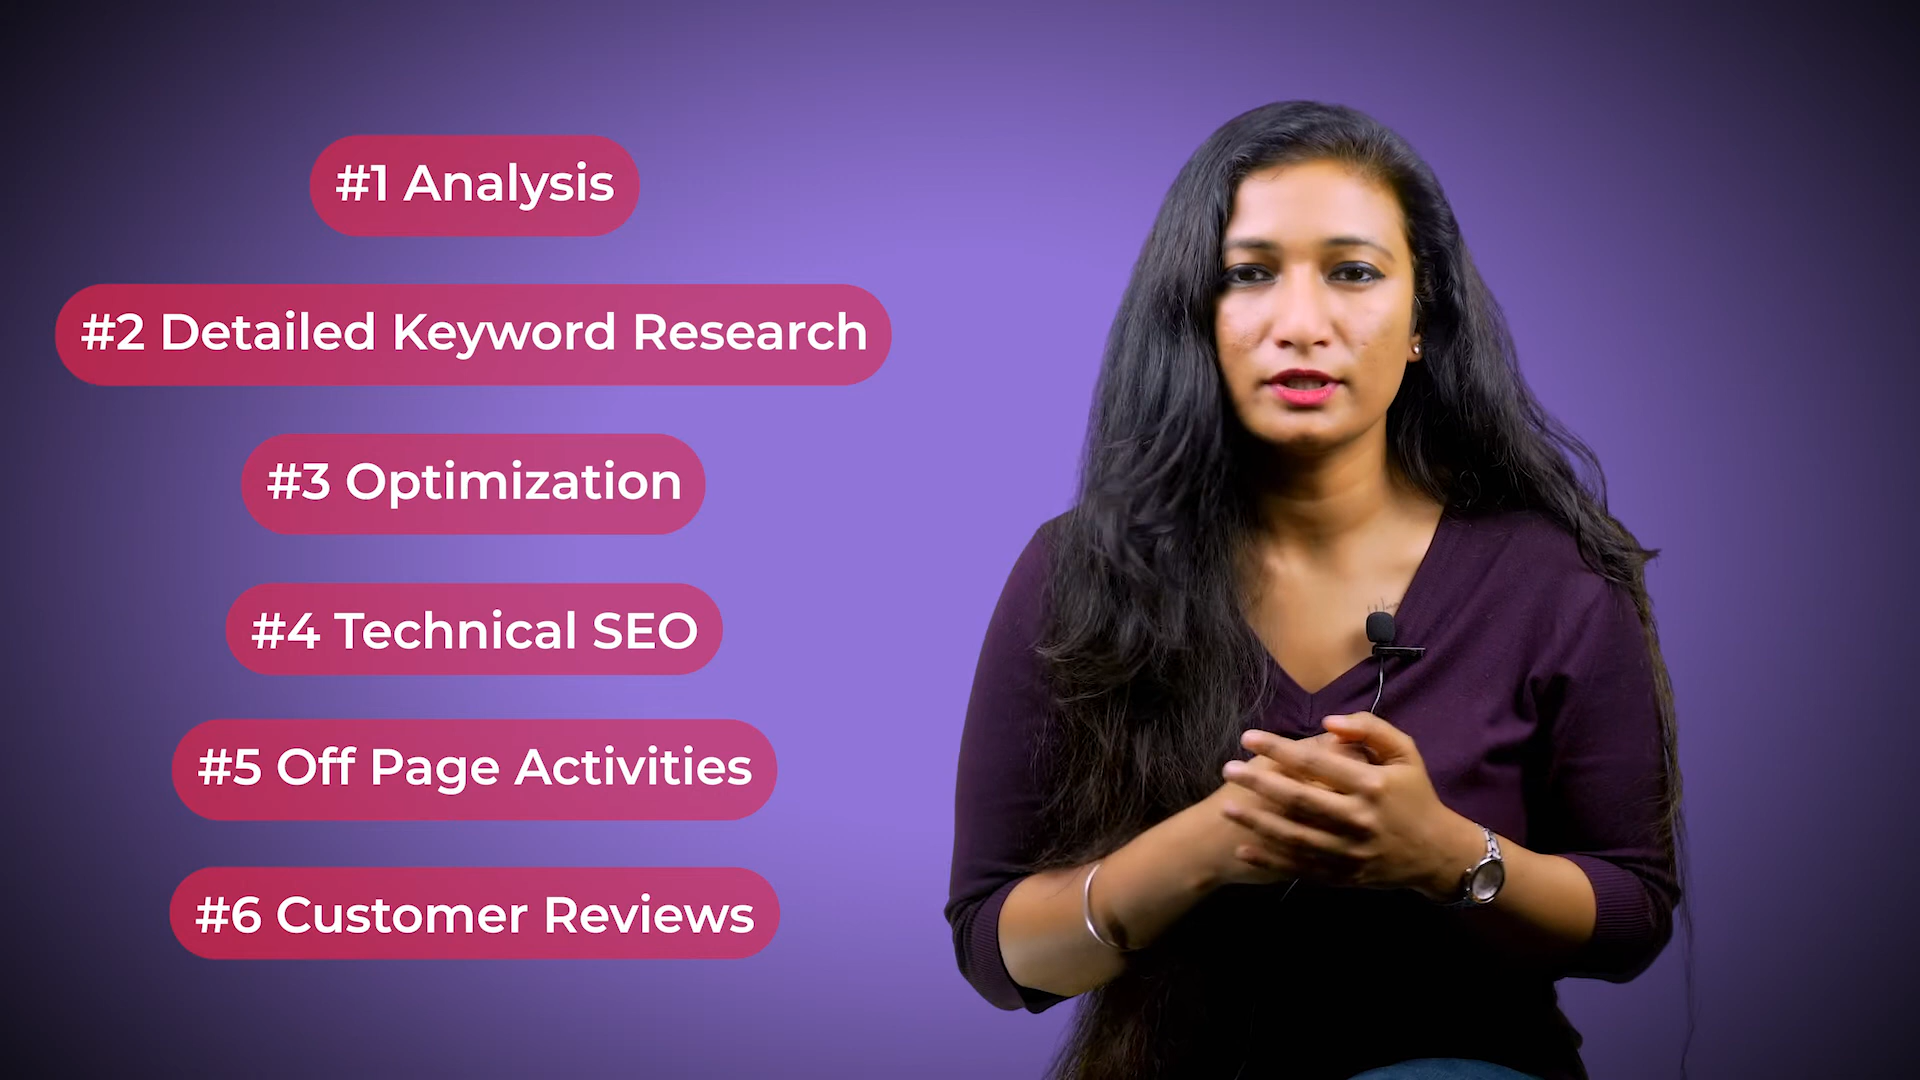 #1 Analysis
#2 Detailed Keyword Research
#3 Optimization
#4 Technical SEO
#5 Off Page Activities
#6 Customer Reviews